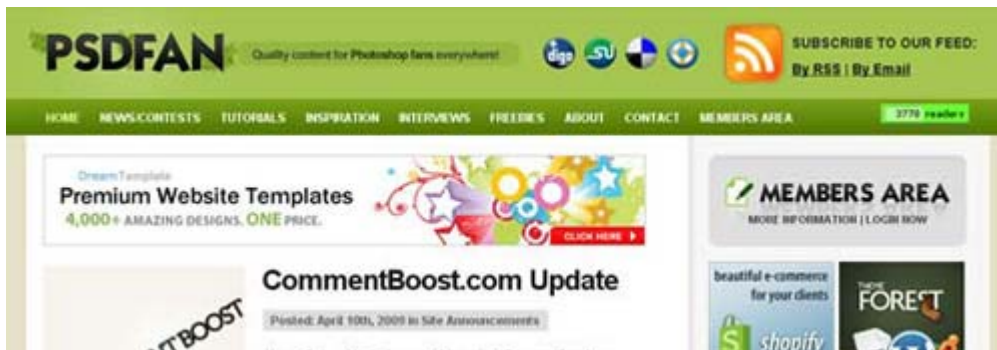 PSDFAN
Quality content for Photoshop fans everywhere!
digg
SUBSCRIBE TO OUR FEED:
By RSS | By Email
HOME NEWS/CONTESTS TUTORIALS INSPIRATION INTERVIEWS FREEBIES ABOUT CONTACT MEMBERS AREA
3770 readers
DreamTemplate
Premium Website Templates
4,000+ AMAZING DESIGNS. ONE PRICE.
CLICK HERE
MEMBERS AREA
MORE INFORMATION | LOGIN NOW
CommentBoost.com Update
Posted: April 10th, 2009 in Site Announcements
BOOST
beautiful e-commerce
for your clients
shopify
THEME
FOREST